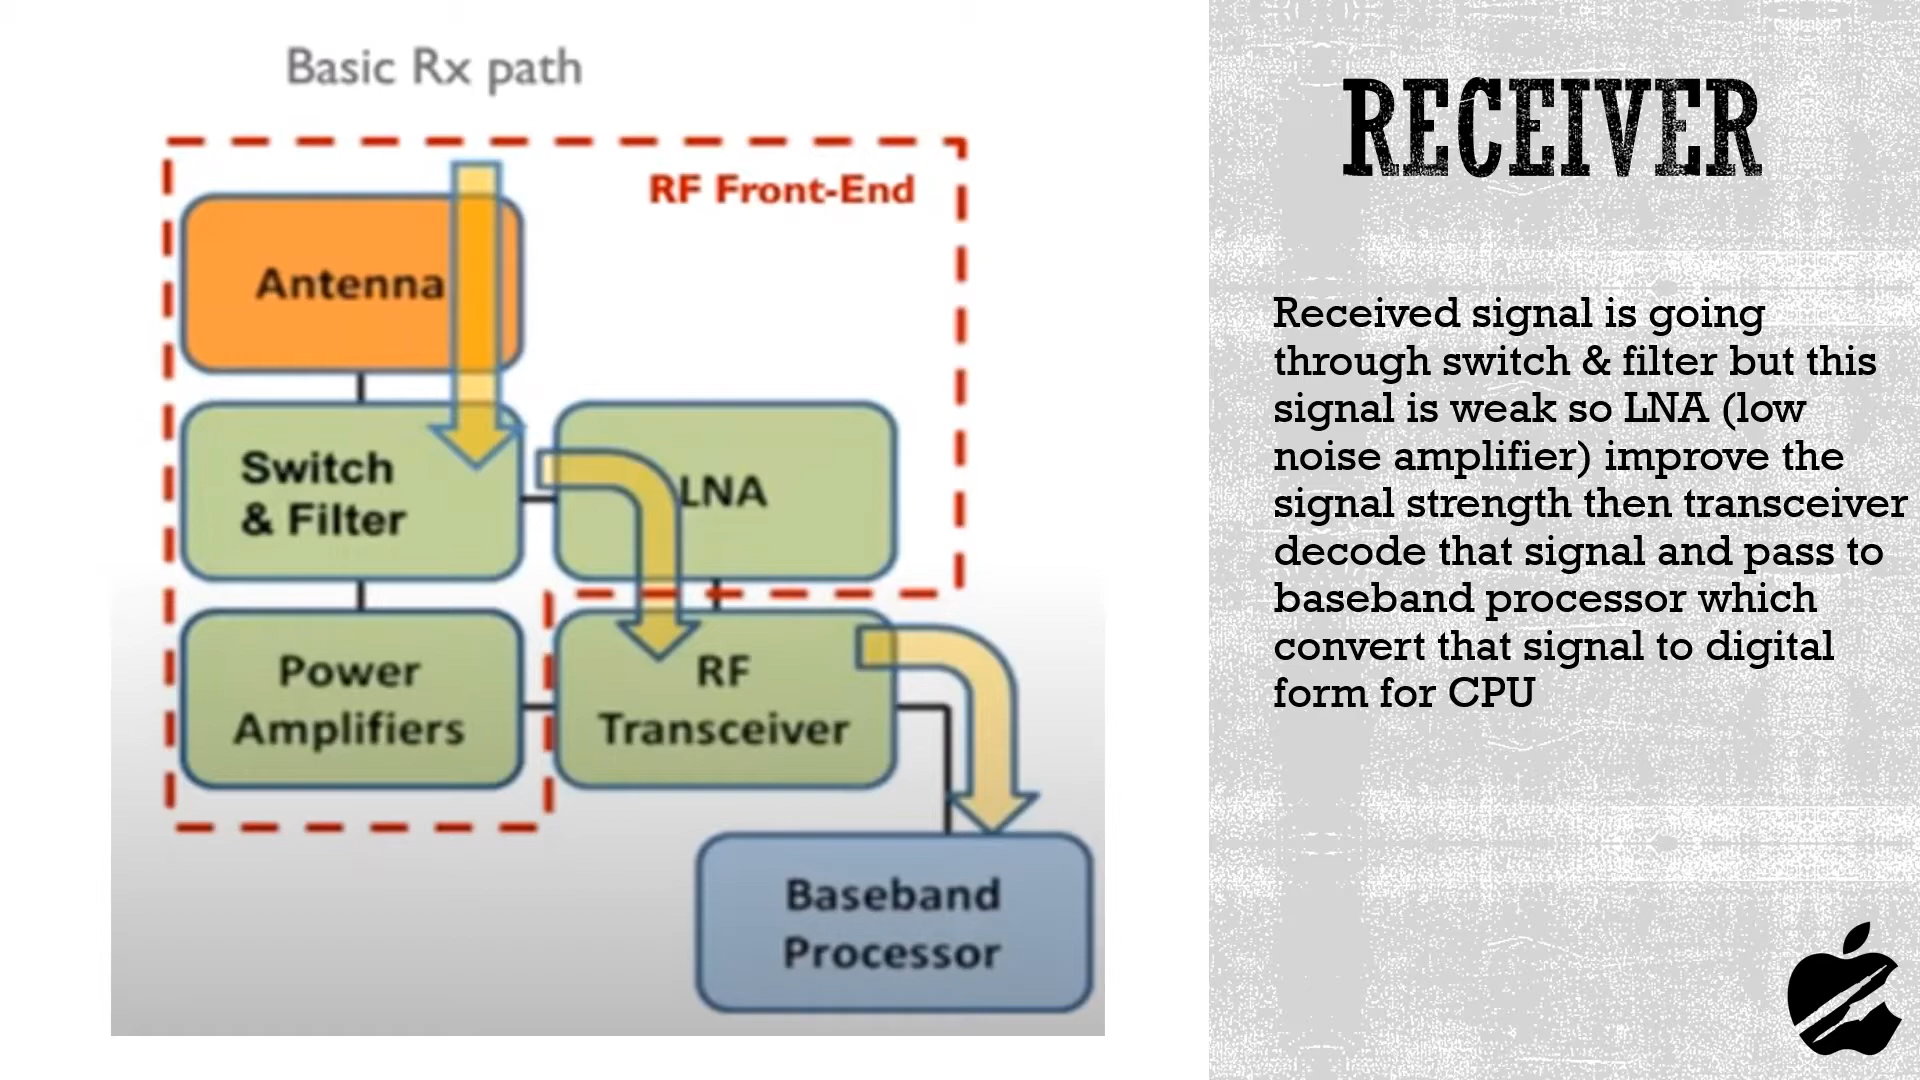 Basic Rx path
RF Front-End
Antenna
Switch
& Filter
LNA
Power
Amplifiers
RF
Transceiver
Baseband
Processor
RECEIVER
Received signal is going
through switch & filter but this
signal is weak so LNA (low
noise amplifier) improve the
signal strength then transceiver
decode that signal and pass to
baseband processor which
convert that signal to digital
form for CPU